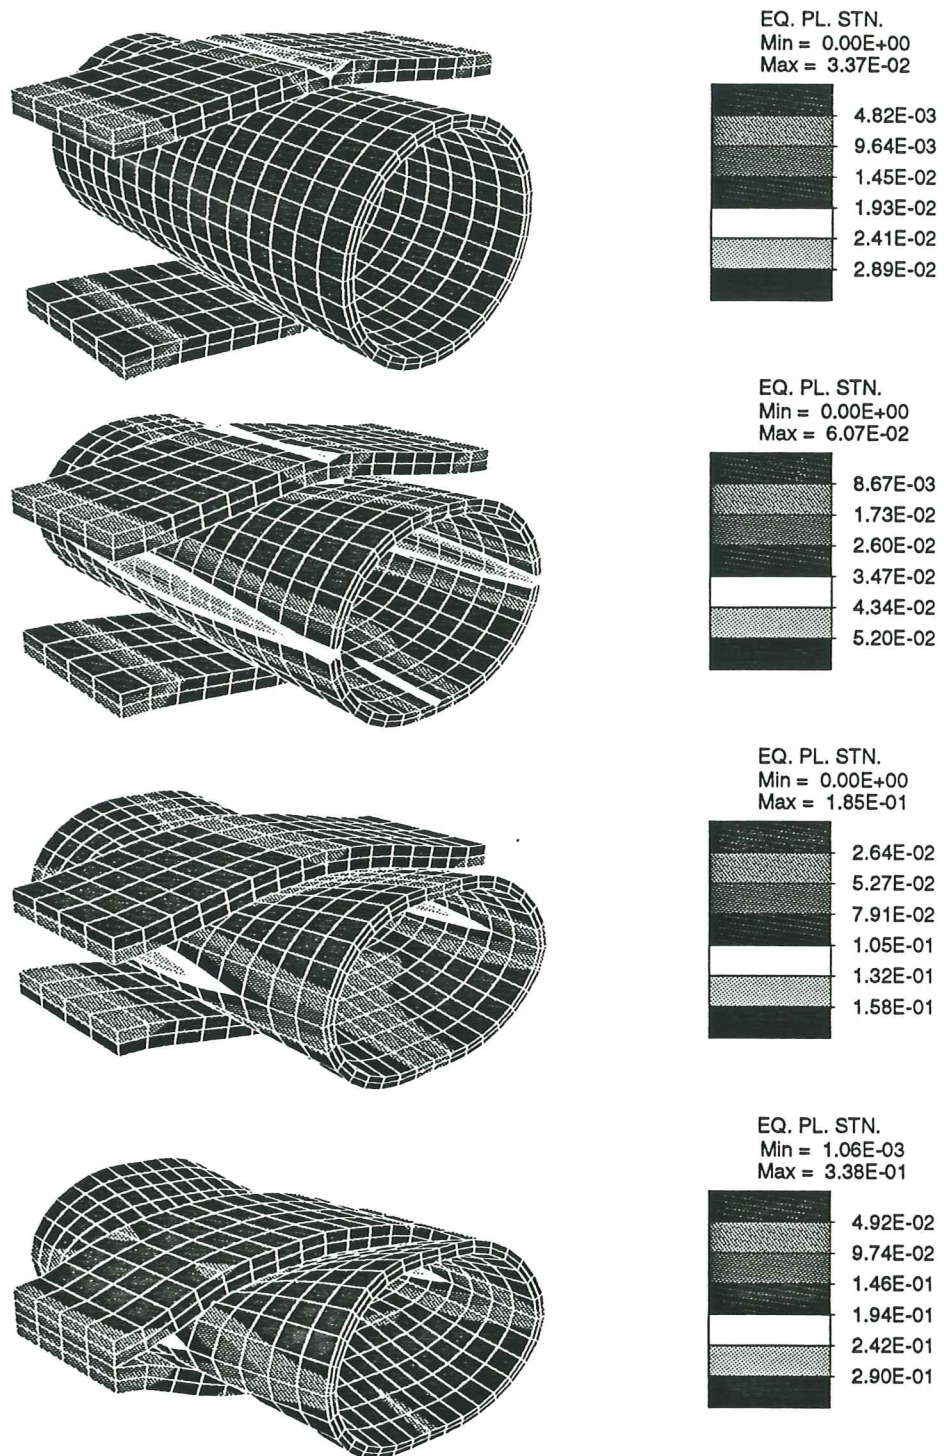 EQ. PL. STN.
Min = 0.00E+00
Max = 3.37E-02
4.82E-03
9.64E-03
1.45E-02
1.93E-02
2.41E-02
2.89E-02
EQ. PL. STN.
Min = 0.00E+00
Max = 6.07E-02
8.67E-03
1.73E-02
2.60E-02
3.47E-02
4.34E-02
5.20E-02
EQ. PL. STN.
Min = 0.00E+00
Max = 1.85E-01
2.64E-02
5.27E-02
7.91E-02
1.05E-01
1.32E-01
1.58E-01
EQ. PL. STN.
Min = 1.06E-03
Max = 3.38E-01
4.92E-02
9.74E-02
1.46E-01
1.94E-01
2.42E-01
2.90E-01